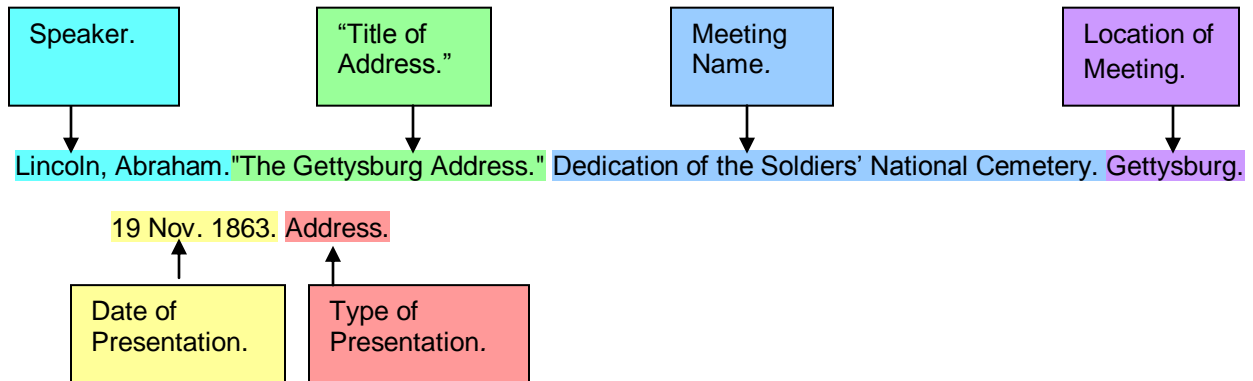 Speaker.
“Title of
Address.”
Meeting
Name.
Location of
Meeting.
Lincoln, Abraham."The Gettysburg Address." Dedication of the Soldiers’ National Cemetery. Gettysburg.
19 Nov. 1863. Address.
Date of
Presentation.
Type of
Presentation.